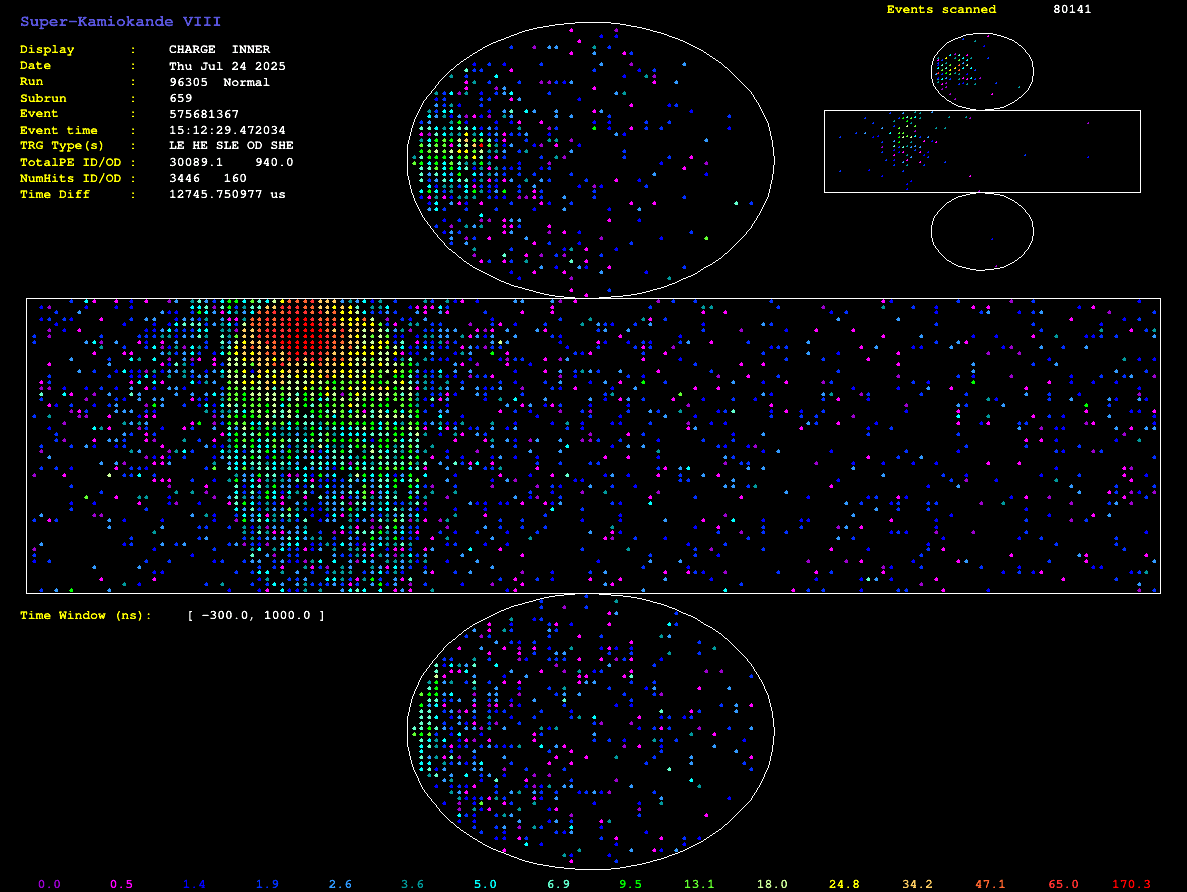 Super-Kamiokande VIII
Display : CHARGE INNER
Date : Thu Jul 24 2025
Run : 96305 Normal
Subrun : 659
Event : 575681367
Event time : 15:12:29.472034
TRG Type(s) : LE HE SLE OD SHE
TotalPE ID/OD : 30089.1 940.0
NumHits ID/OD : 3446 160
Time Diff : 12745.750977 us
Events scanned 80141
Time Window (ns): [ -300.0, 1000.0 ]
0.0 0.5 1.4 1.9 2.6 3.6 5.0 6.9 9.5 13.1 18.0 24.8 34.2 47.1 65.0 170.3